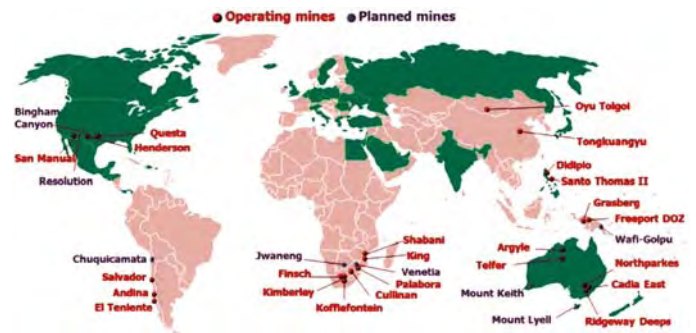 Operating mines Planned mines
Bingham
Canyon
Questa
Henderson
San Manual
Resolution
Oyu Tolgoi
Tongkuangyu
Didipio
Santo Thomas II
Grasberg
Freeport DOZ
Wafi-Golpu
Chuquicamata
Salvador
Andina
El Teniente
Jwaneng
Finsch
Kimberley
Koffiefontein
Shabani
King
Venetia
Palabora
Cullinan
Argyle
Telfer
Mount Keith
Mount Lyell
Northparkes
Cadia East
Ridgeway Deeps